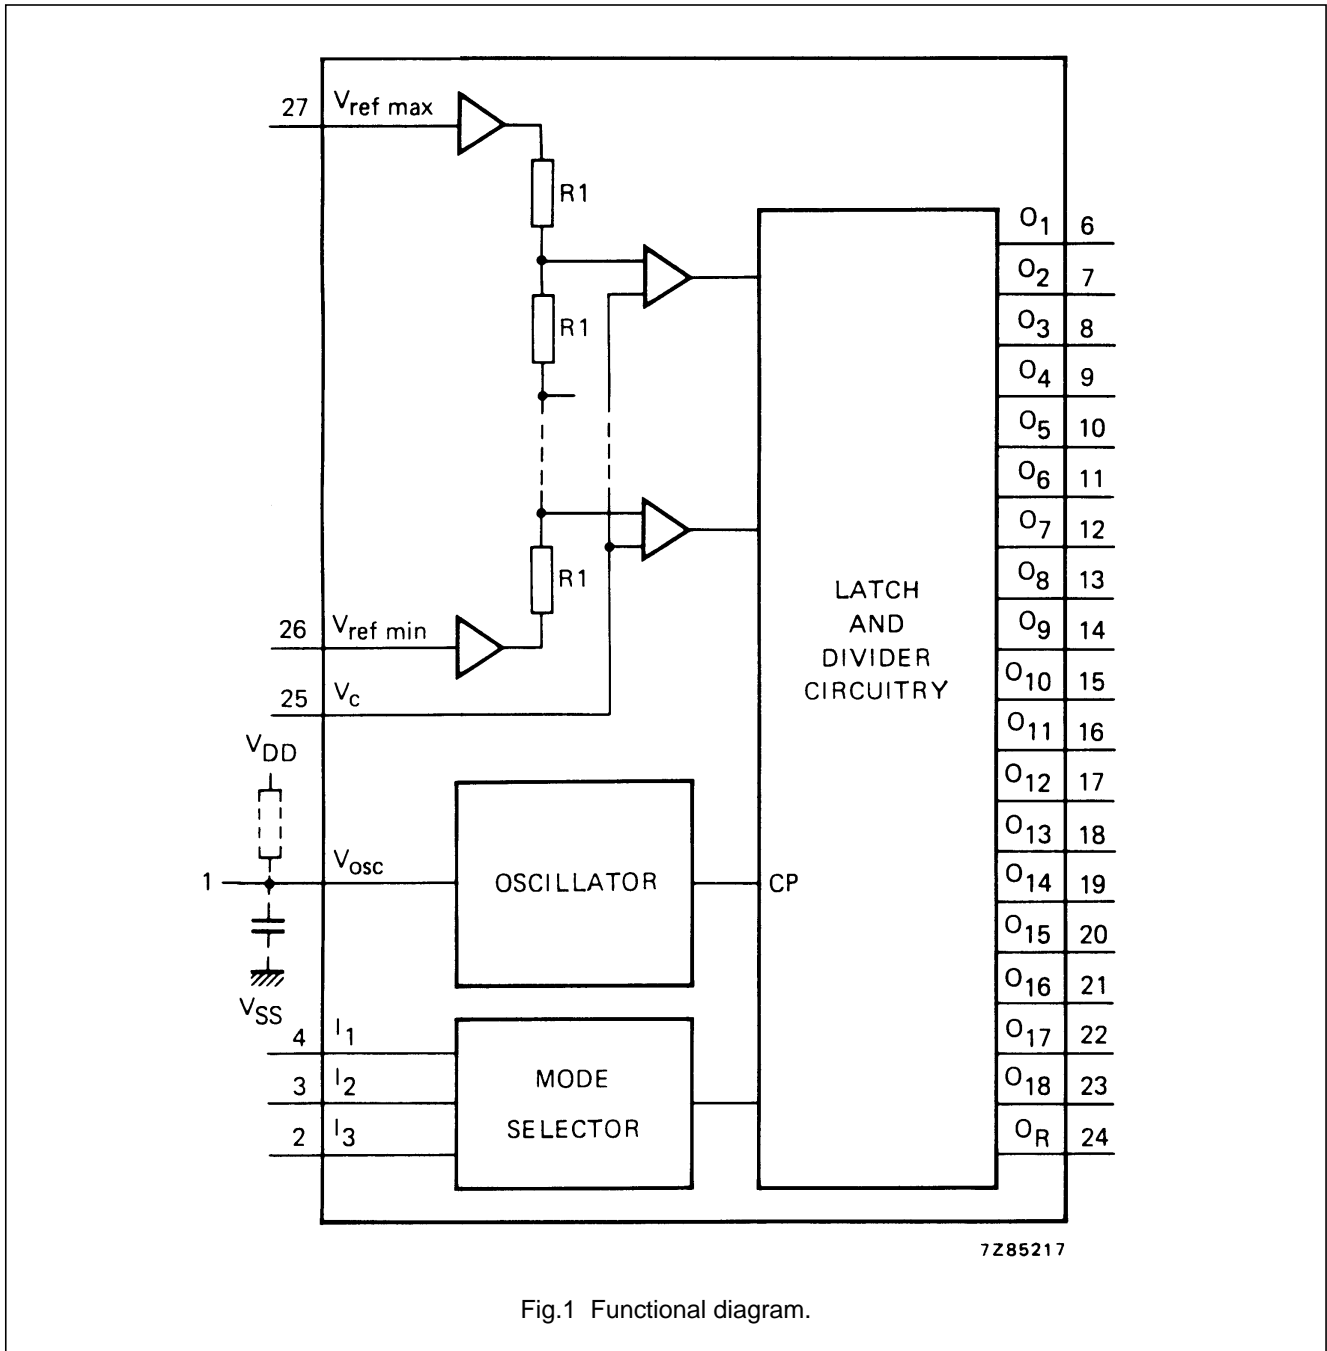 27 Vref max
R1
O1 6
O2 7
R1
O3 8
O4 9
O5 10
O6 11
O7 12
R1
O8 13
LATCH
AND
DIVIDER
CIRCUITRY
26 Vref min
O9 14
25 Vc
O10 15
O11 16
VDD
O12 17
O13 18
1 Vosc
OSCILLATOR
CP
O14 19
O15 20
O16 21
VSS
4 I1
O17 22
3 I2
MODE
SELECTOR
O18 23
2 I3
OR 24
7Z85217
Fig.1 Functional diagram.